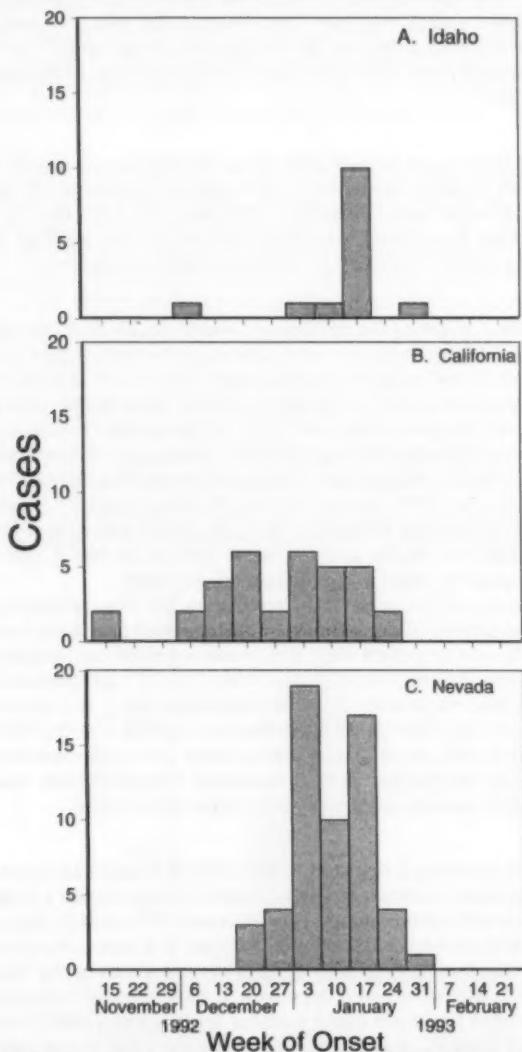 20
A. Idaho
15
10
5
0
20
B. California
15
10
5
0
Cases
20
C. Nevada
15
10
5
0
15 22 29 6 13 20 27 3 10 17 24 31 7 14 21
November December January February
1992 1993
Week of Onset